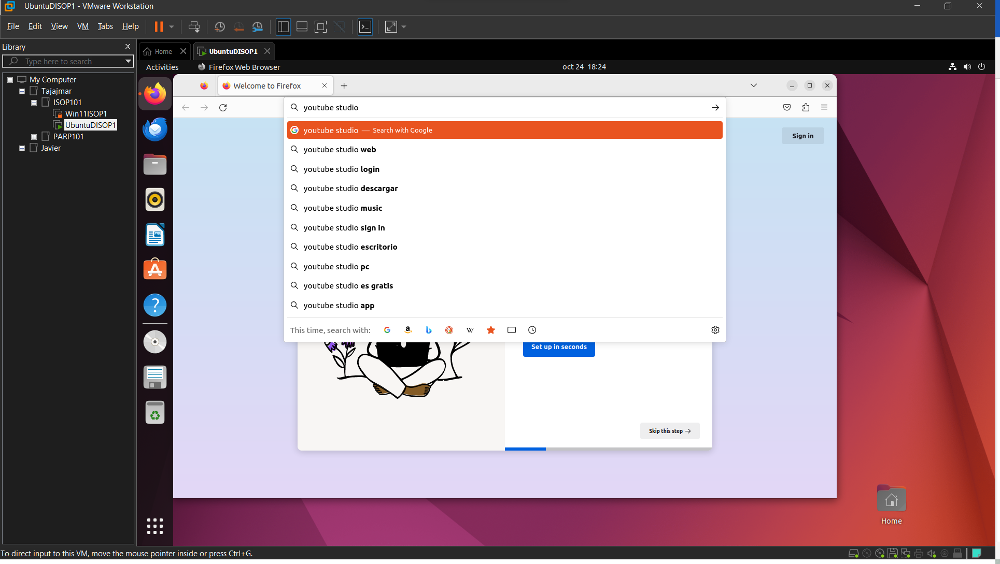 UbuntuDISOP1 - VMware Workstation
File Edit View VM Tabs Help
Library
Type here to search
My Computer
Tajajmar
ISOP101
Win11ISOP1
UbuntuDISOP1
PARP101
Javier
Home
UbuntuDISOP1
Activities
Firefox Web Browser
oct 24 18:24
Welcome to Firefox
youtube studio
youtube studio — Search with Google
youtube studio web
youtube studio login
youtube studio descargar
youtube studio music
youtube studio sign in
youtube studio escritorio
youtube studio pc
youtube studio es gratis
youtube studio app
This time, search with:
Sign in
Set up in seconds
Skip this step
Home
To direct input to this VM, move the mouse pointer inside or press Ctrl+G.